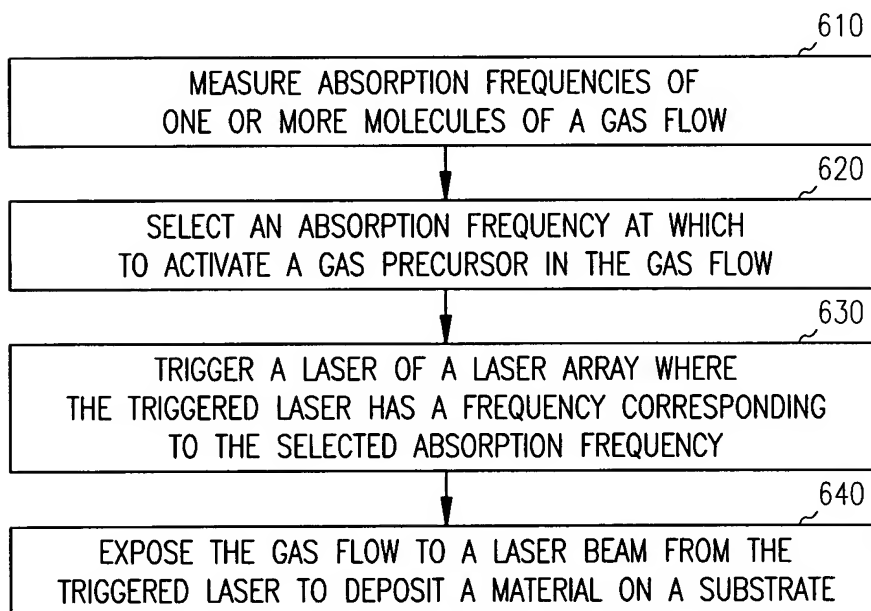 610
MEASURE ABSORPTION FREQUENCIES OF
ONE OR MORE MOLECULES OF A GAS FLOW
620
SELECT AN ABSORPTION FREQUENCY AT WHICH
TO ACTIVATE A GAS PRECURSOR IN THE GAS FLOW
630
TRIGGER A LASER OF A LASER ARRAY WHERE
THE TRIGGERED LASER HAS A FREQUENCY CORRESPONDING
TO THE SELECTED ABSORPTION FREQUENCY
640
EXPOSE THE GAS FLOW TO A LASER BEAM FROM THE
TRIGGERED LASER TO DEPOSIT A MATERIAL ON A SUBSTRATE